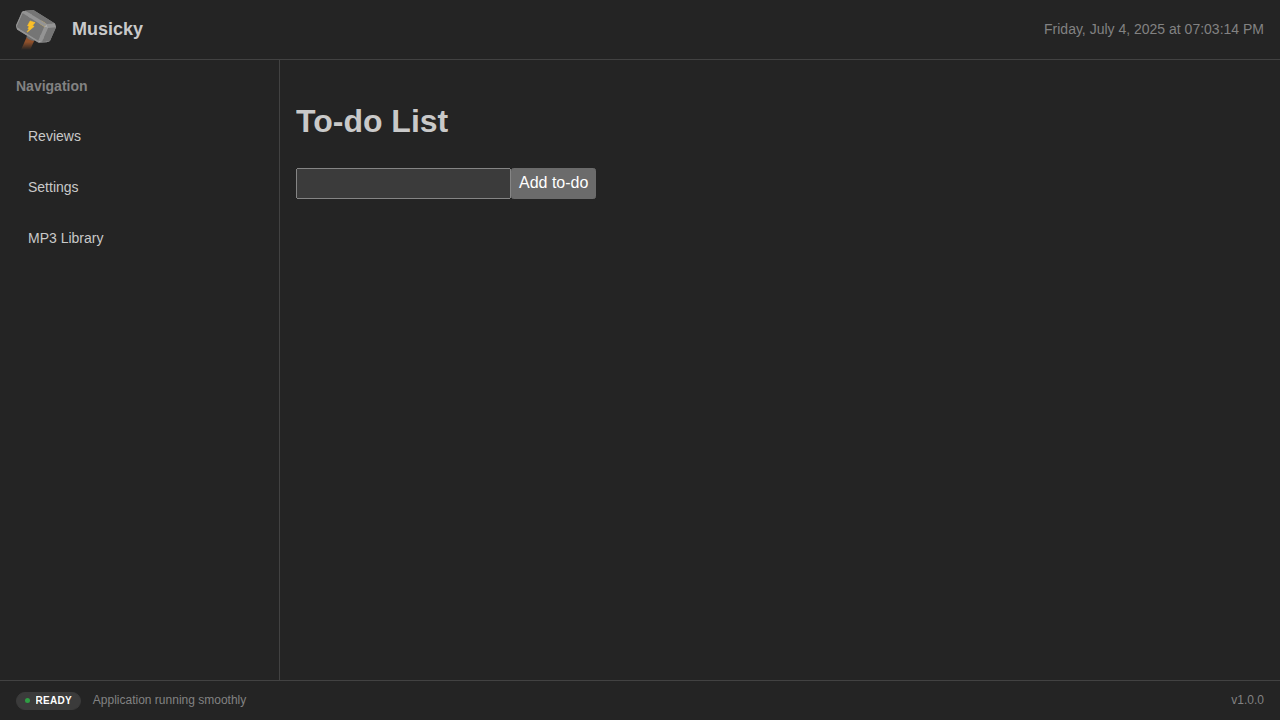 Musicky
Friday, July 4, 2025 at 07:03:14 PM
Navigation
Reviews
Settings
MP3 Library
To-do List
Add to-do
READY
Application running smoothly
v1.0.0